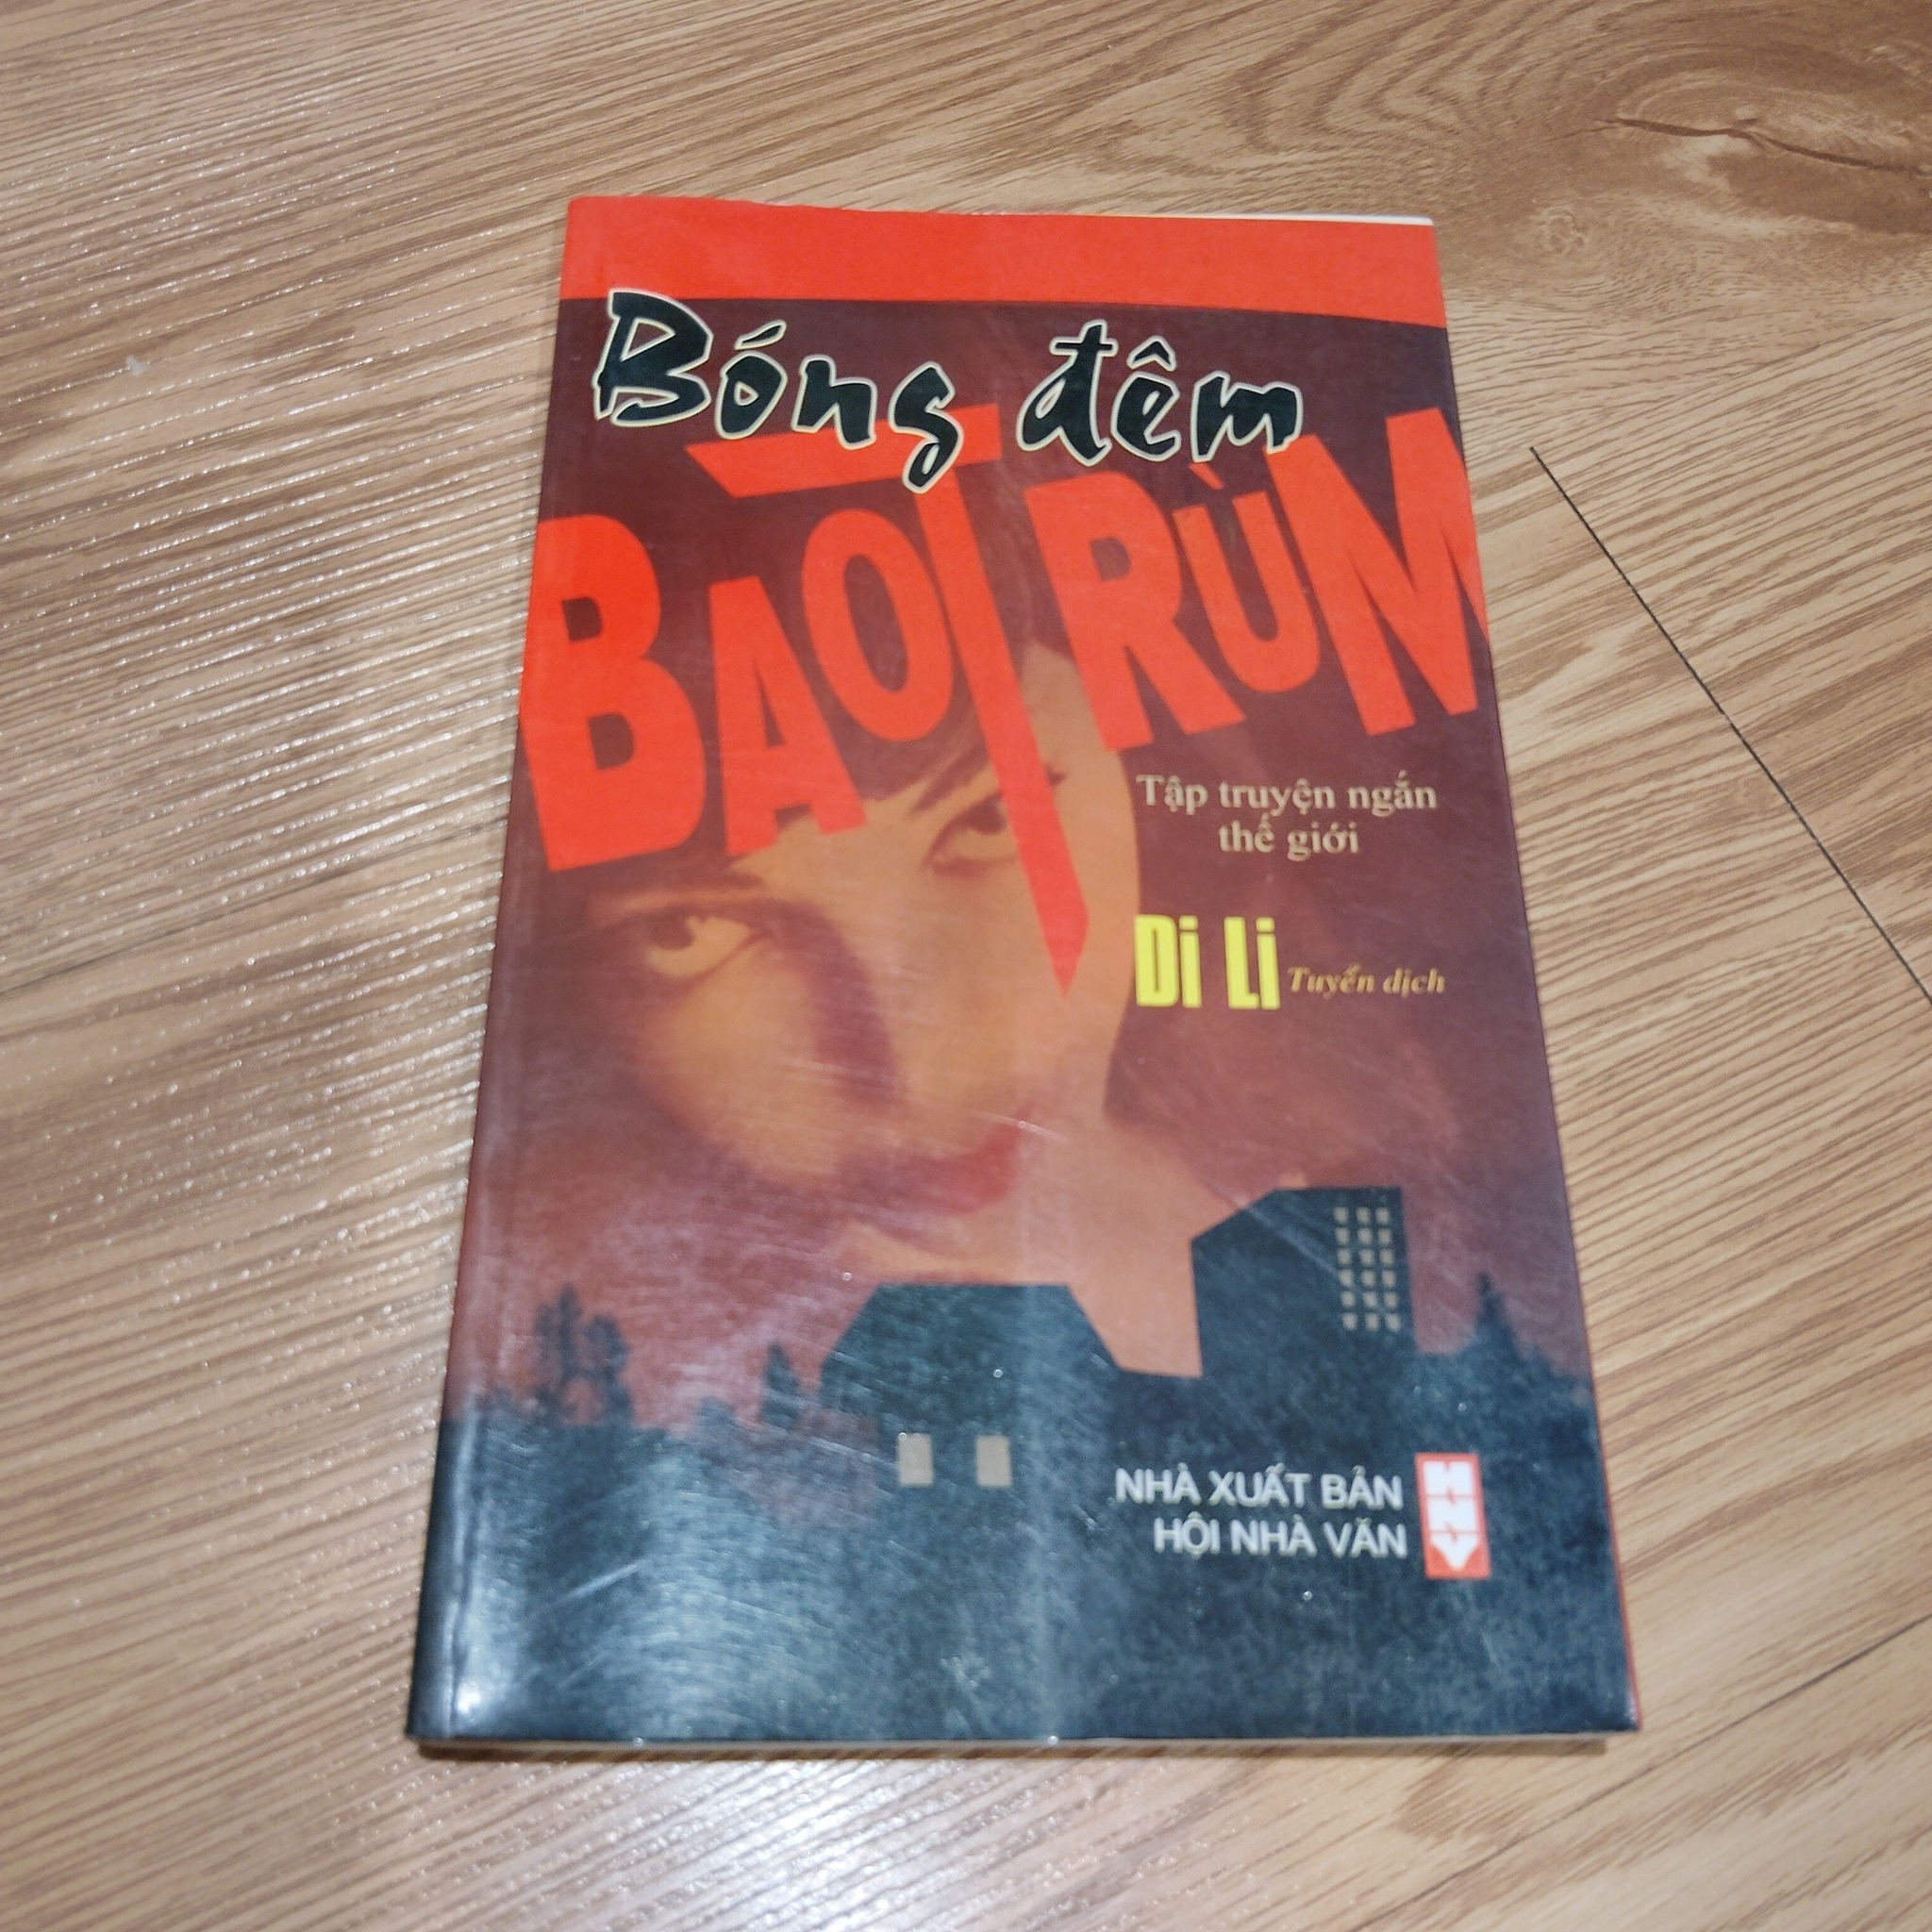 Bóng đêm
BAO TRÙM
Tập truyện ngắn
thế giới
Di Li Tuyển dịch
NHÀ XUẤT BẢN
HỘI NHÀ VĂN
HNV